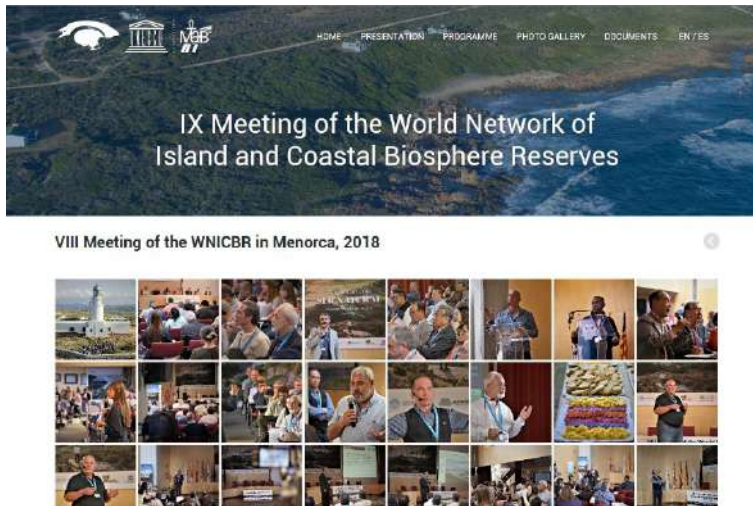 UNESCO
MaB
HOME PRESENTATION PROGRAMME PHOTO GALLERY DOCUMENTS EN / ES
IX Meeting of the World Network of
Island and Coastal Biosphere Reserves
VIII Meeting of the WNICBR in Menorca, 2018